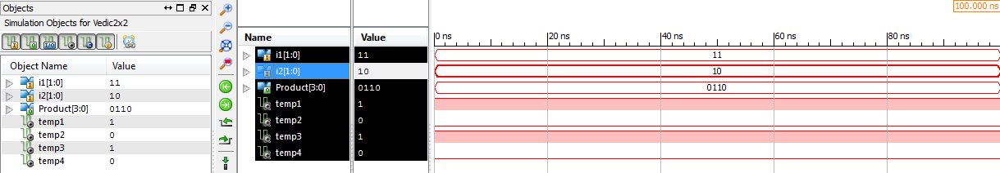 Objects
Simulation Objects for Vedic2x2
Object Name Value
i1[1:0] 11
i2[1:0] 10
Product[3:0] 0110
temp1 1
temp2 0
temp3 1
temp4 0
100.000 ns
Name Value 0 ns 20 ns 40 ns 60 ns 80 ns
i1[1:0] 11 11
i2[1:0] 10 10
Product[3:0] 0110 0110
temp1 1
temp2 0
temp3 1
temp4 0